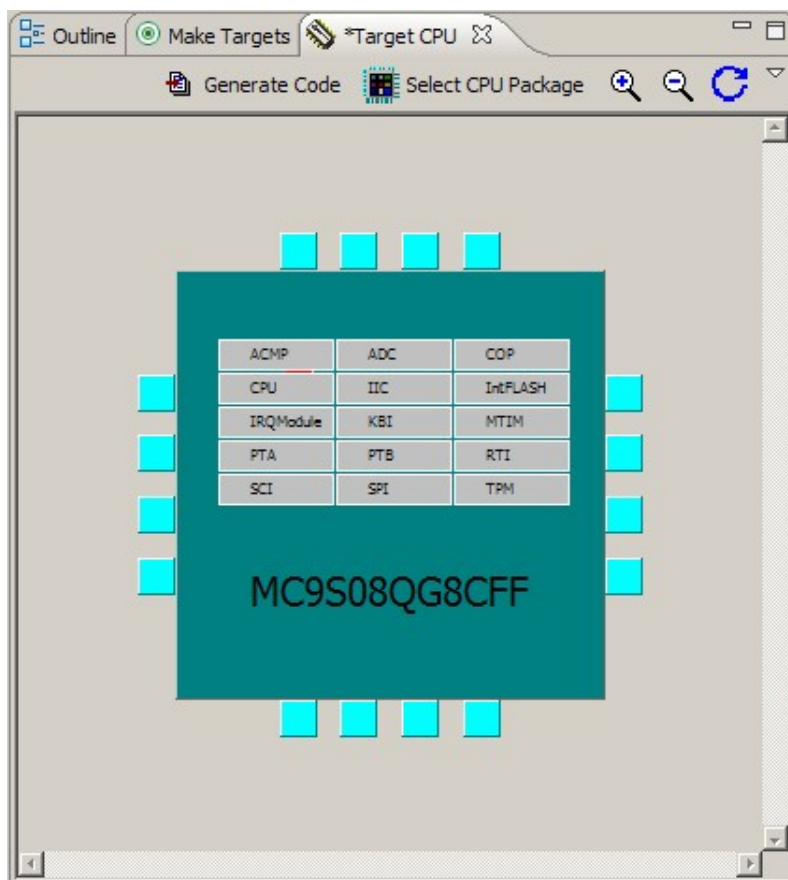 Outline Make Targets *Target CPU
Generate Code Select CPU Package
ACMP ADC COP
CPU IIC IntFLASH
IRQModule KBI MTIM
PTA PTB RTI
SCI SPI TPM
MC9S08QG8CFF